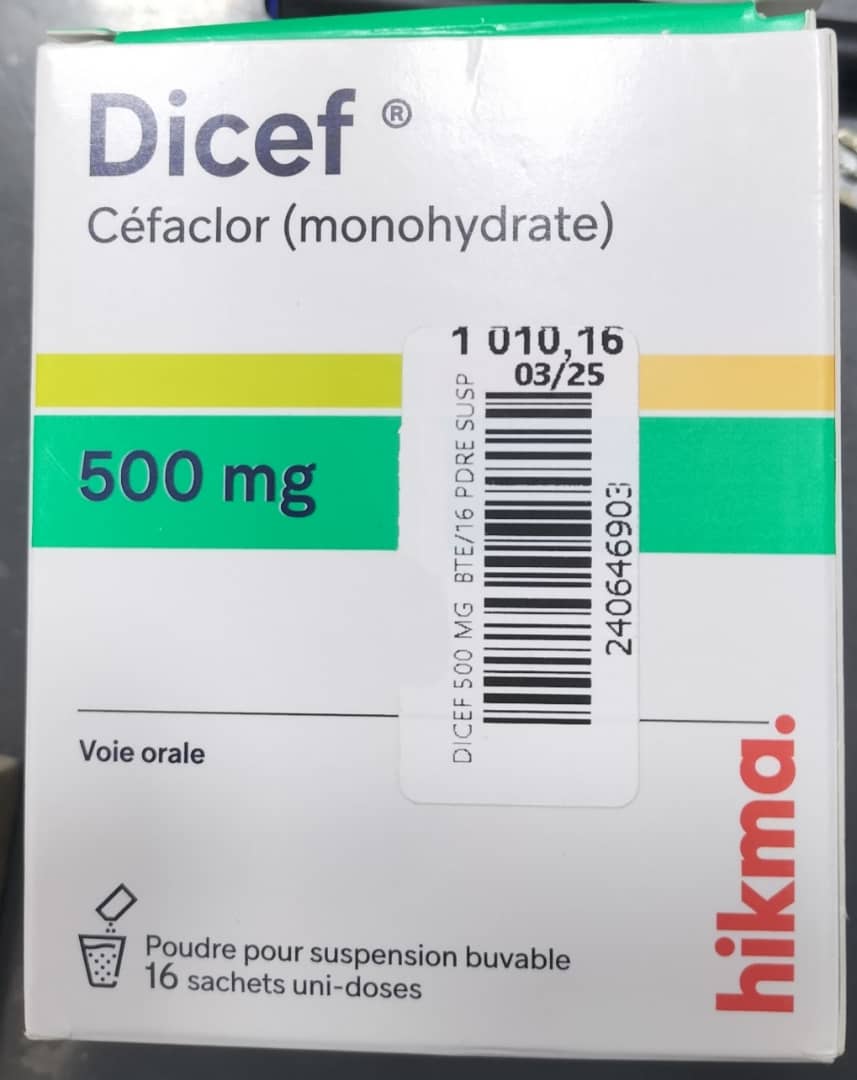 Dicef ®
Céfaclor (monohydrate)
1 010,16
03/25
DICEF 500 MG BTE/16 PDRE SUSP
240646903
500 mg
Voie orale
hikma.
Poudre pour suspension buvable
16 sachets uni-doses